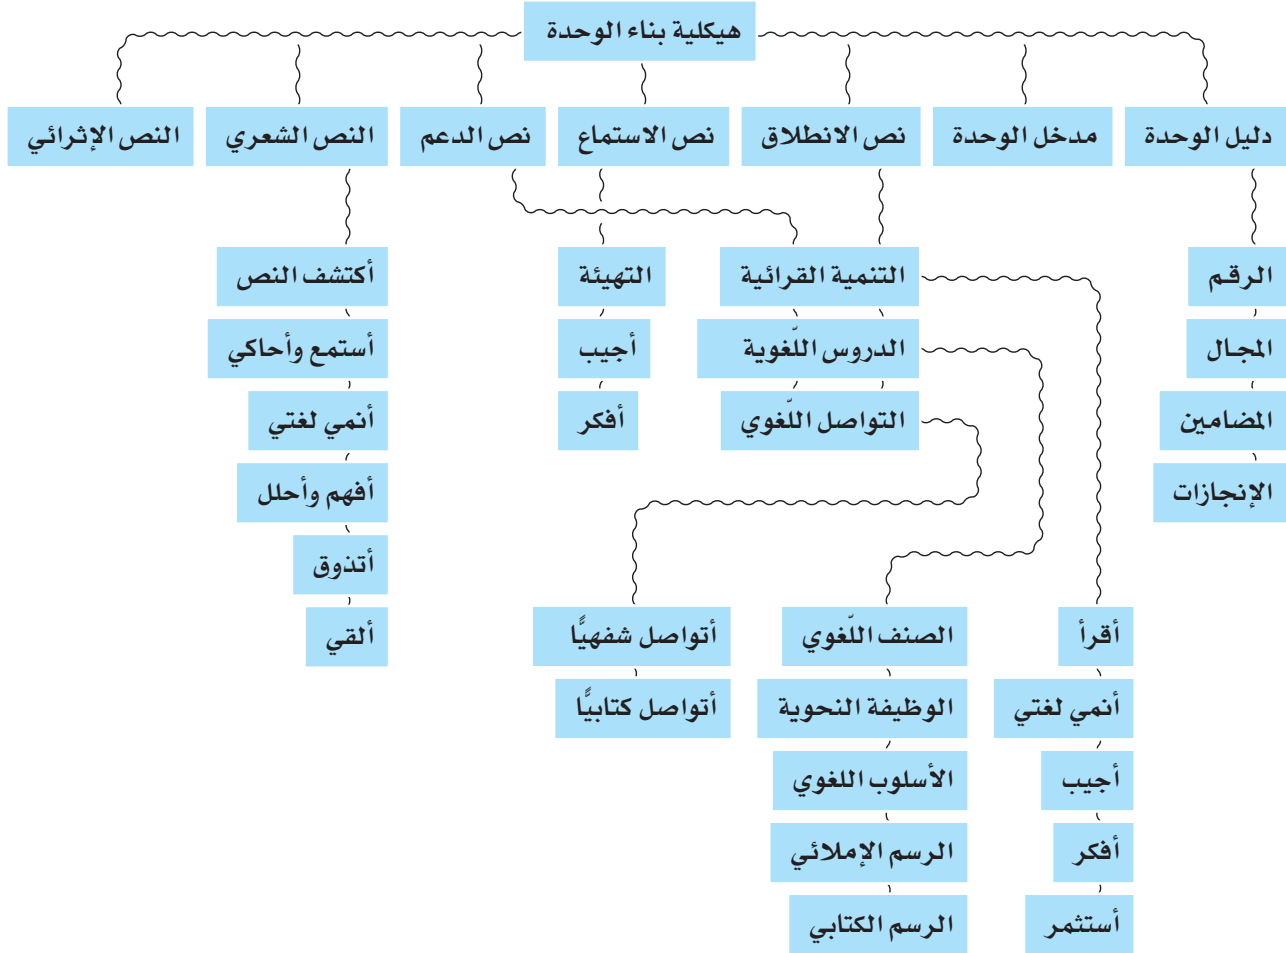 هيكلية بناء الوحدة
دليل الوحدة
مدخل الوحدة
نص الانطلاق
نص الاستماع
نص الدعم
النص الشعري
النص الإثرائي
الرقم
المجال
المضامين
الإنجازات
التنمية القرائية
الدروس اللّغوية
التواصل اللّغوي
التهيئة
أجيب
أفكر
أكتشف النص
أستمع وأحاكي
أنمي لغتي
أفهم وأحلل
أتذوق
ألقي
أقرأ
أنمي لغتي
أجيب
أفكر
أستثمر
الصنف اللّغوي
الوظيفة النحوية
الأسلوب اللغوي
الرسم الإملائي
الرسم الكتابي
أتواصل شفهيًّا
أتواصل كتابيًّا